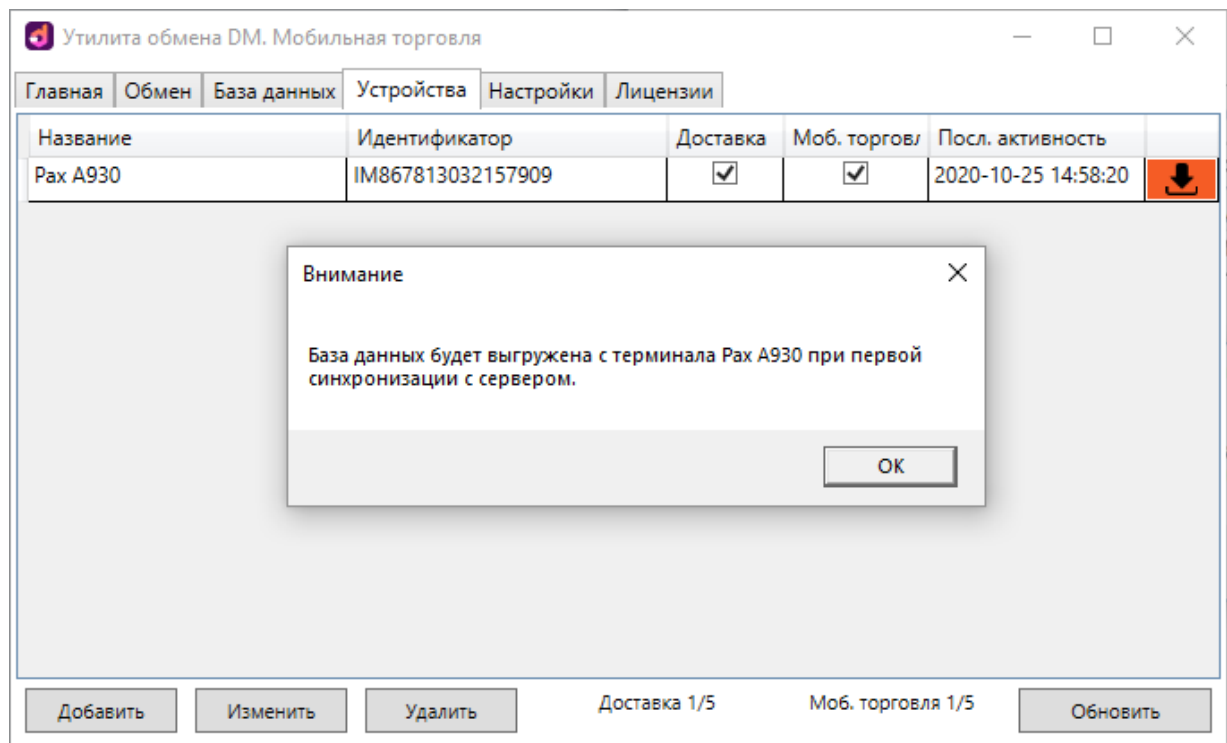 Утилита обмена DM. Мобильная торговля
Главная Обмен База данных Устройства Настройки Лицензии
Название Идентификатор Доставка Моб. торговл Посл. активность
Pax A930 IM867813032157909 2020-10-25 14:58:20
Внимание
База данных будет выгружена с терминала Pax A930 при первой
синхронизации с сервером.
OK
Добавить Изменить Удалить Доставка 1/5 Моб. торговля 1/5 Обновить